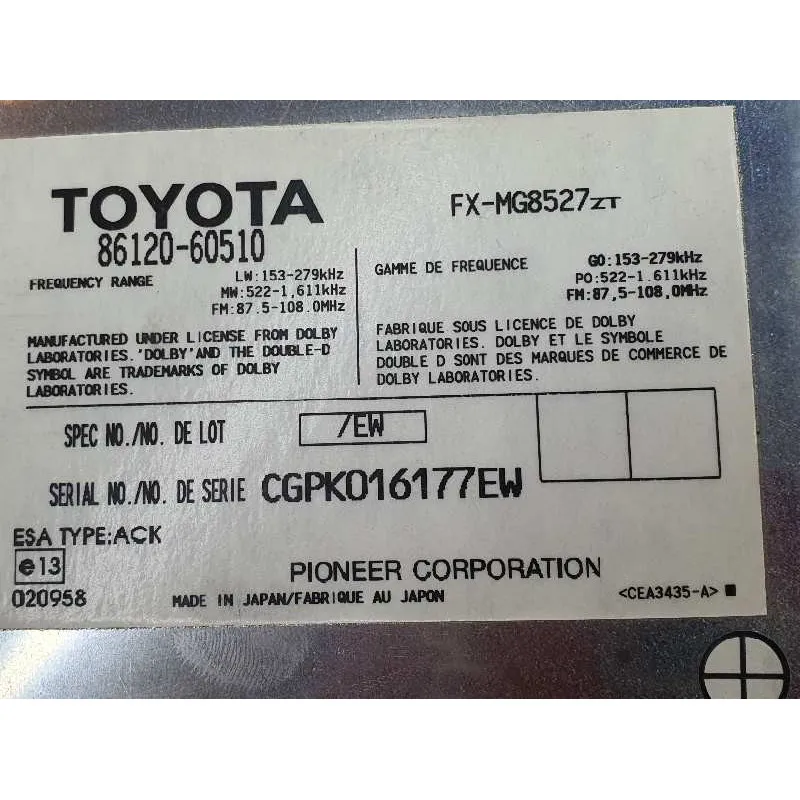 TOYOTA
86120-60510
FX-MG8527ZT
FREQUENCY RANGE
LW:153-279kHz
MW:522-1,611kHz
FM:87.5-108.0MHz
GAMME DE FREQUENCE
GO:153-279kHz
PO:522-1,611kHz
FM:87,5-108,0MHz
MANUFACTURED UNDER LICENSE FROM DOLBY
LABORATORIES. 'DOLBY' AND THE DOUBLE-D
SYMBOL ARE TRADEMARKS OF DOLBY
LABORATORIES.
FABRIQUE SOUS LICENCE DE DOLBY
LABORATORIES. DOLBY ET LE SYMBOLE
DOUBLE D SONT DES MARQUES DE COMMERCE DE
DOLBY LABORATORIES.
SPEC NO./NO. DE LOT /EW
SERIAL NO./NO. DE SERIE CGPK016177EW
ESA TYPE:ACK
e13
020958
PIONEER CORPORATION
MADE IN JAPAN/FABRIQUE AU JAPON
<CEA3435-A>